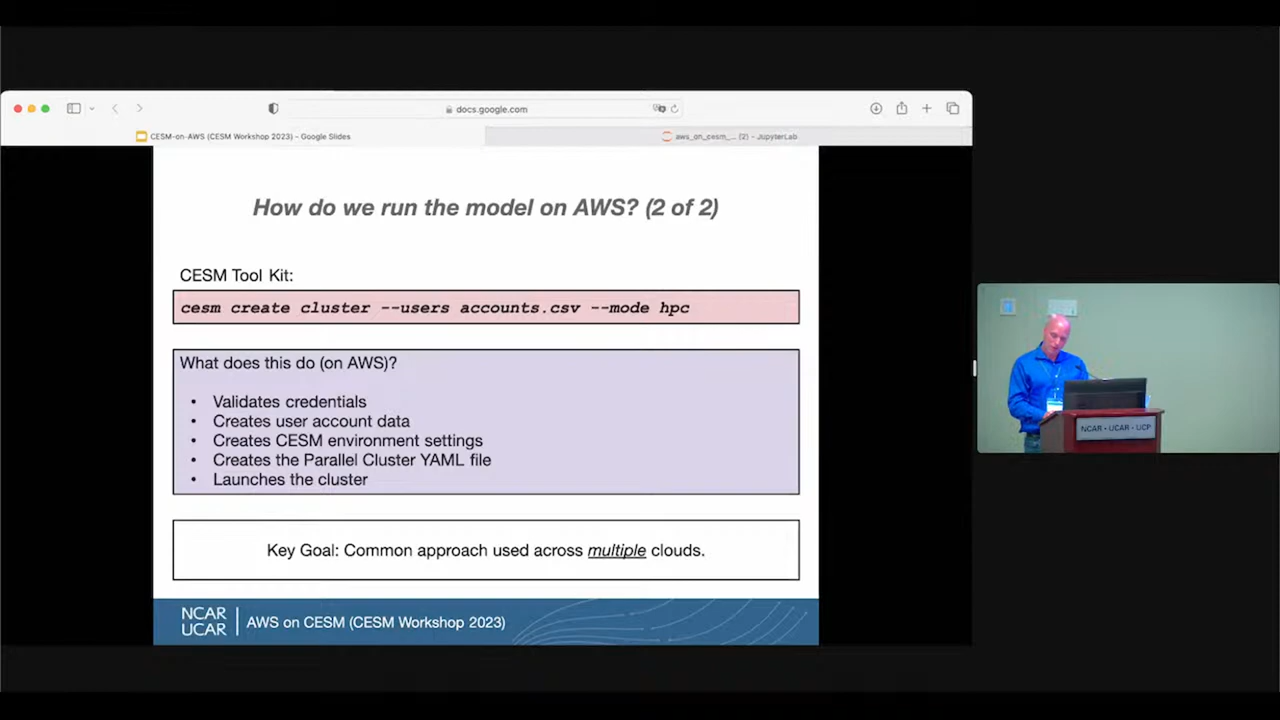 docs.google.com
CESM-on-AWS (CESM Workshop 2023) - Google Slides
aws_on_cesm_... (2) - JupyterLab
How do we run the model on AWS? (2 of 2)
CESM Tool Kit:
cesm create cluster --users accounts.csv --mode hpc
What does this do (on AWS)?
• Validates credentials
• Creates user account data
• Creates CESM environment settings
• Creates the Parallel Cluster YAML file
• Launches the cluster
Key Goal: Common approach used across multiple clouds.
NCAR
UCAR
AWS on CESM (CESM Workshop 2023)
NCAR • UCAR • UCP